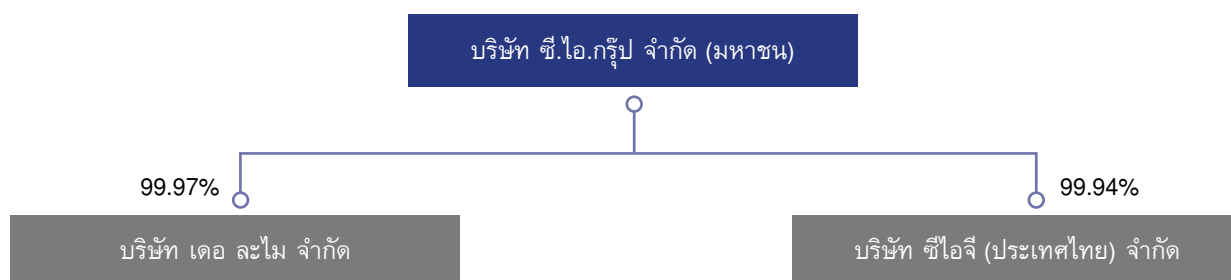 บริษัท ซี.ไอ.กรุ๊ป จำกัด (มหาชน)
99.97%
99.94%
บริษัท เดอ ละไม จำกัด
บริษัท ซีไอจี (ประเทศไทย) จำกัด